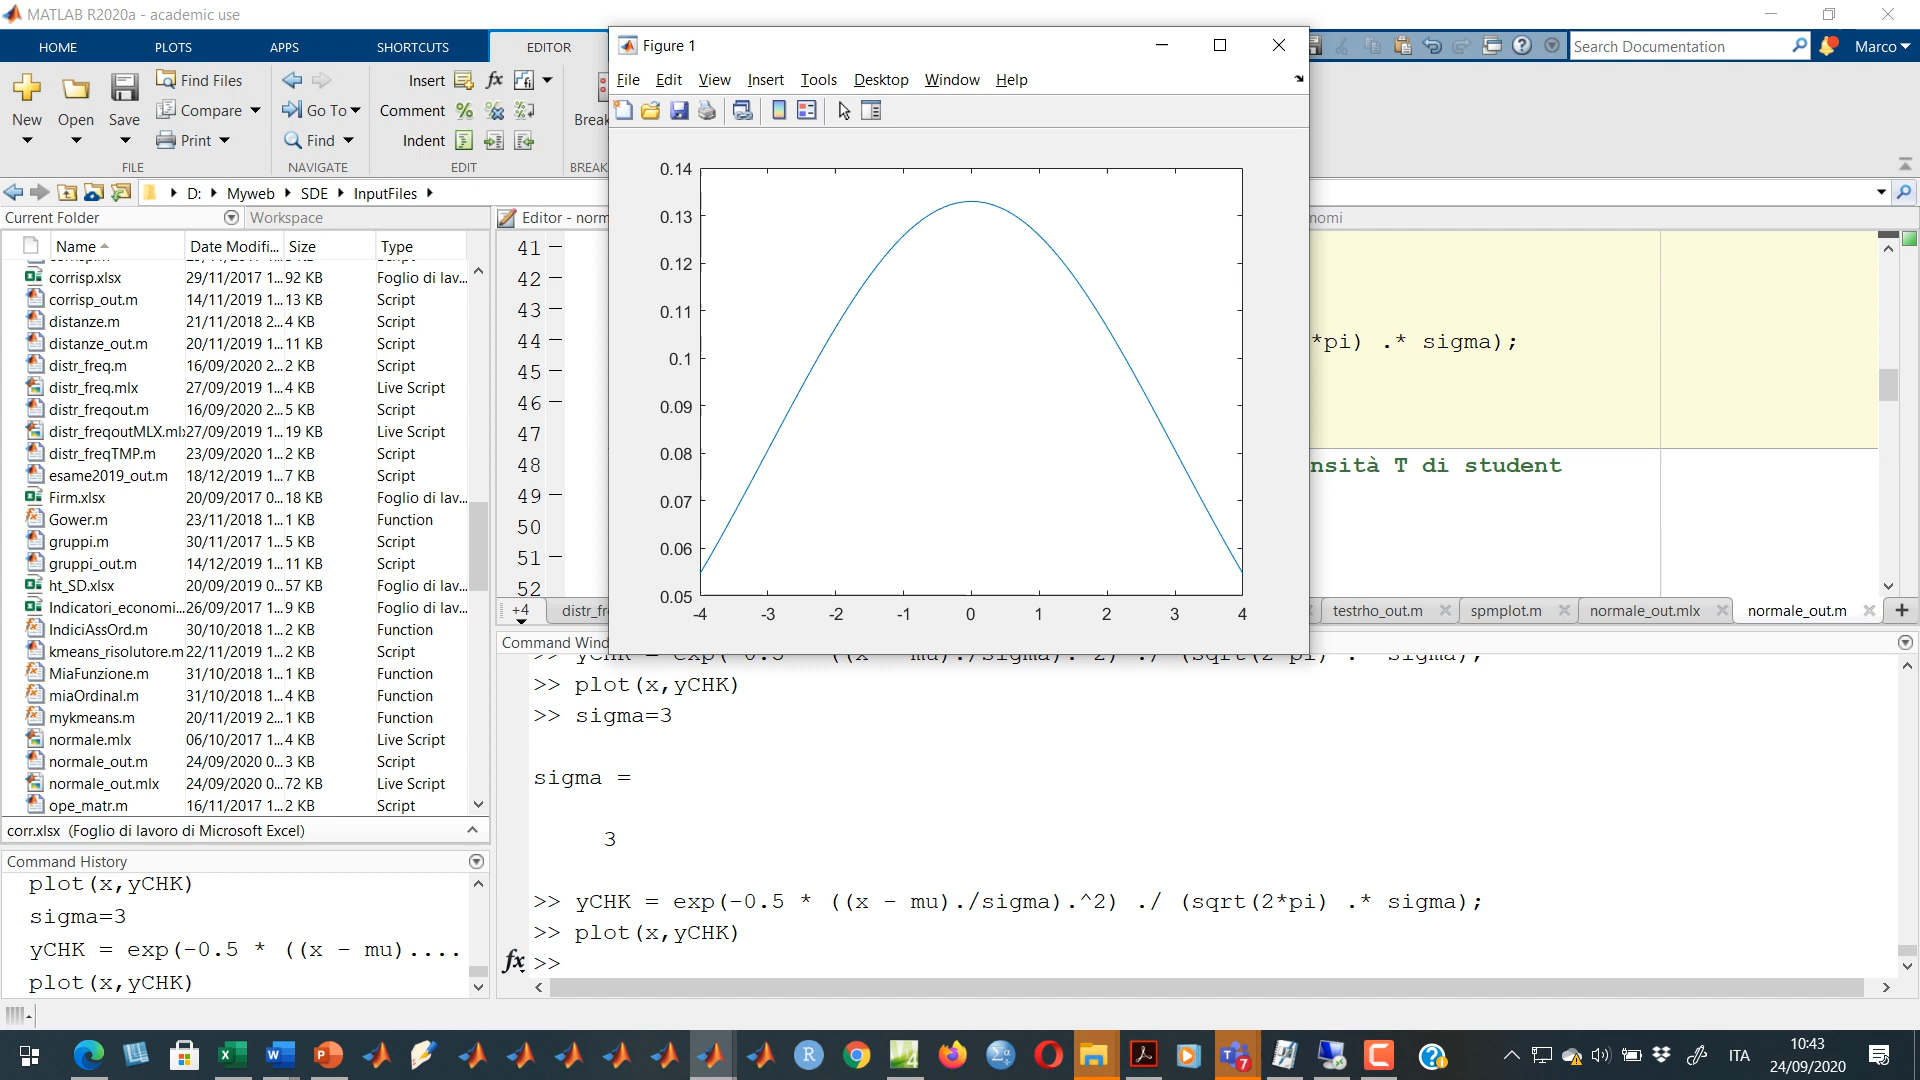 MATLAB R2020a - academic use
HOME PLOTS APPS SHORTCUTS EDITOR
Search Documentation
Marco
New Open Save
Find Files
Compare
Print
FILE
Go To
Find
NAVIGATE
Insert
Comment
Indent
EDIT
BREAK
D: Myweb SDE InputFiles
Current Folder
Workspace
Name Date Modifi... Size Type
corrisp.xlsx 29/11/2017 1... 92 KB Foglio di lav...
corrisp_out.m 14/11/2019 1... 13 KB Script
distanze.m 21/11/2018 2... 4 KB Script
distanze_out.m 20/11/2019 1... 11 KB Script
distr_freq.m 16/09/2020 2... 2 KB Script
distr_freq.mlx 27/09/2019 1... 4 KB Live Script
distr_freqout.m 16/09/2020 2... 5 KB Script
distr_freqoutMLX.ml 27/09/2019 1... 19 KB Live Script
distr_freqTMP.m 23/09/2020 1... 2 KB Script
esame2019_out.m 18/12/2019 1... 7 KB Script
Firm.xlsx 20/09/2017 0... 18 KB Foglio di lav...
Gower.m 23/11/2018 1... 1 KB Function
gruppi.m 30/11/2017 1... 5 KB Script
gruppi_out.m 14/12/2019 1... 11 KB Script
ht_SD.xlsx 20/09/2019 0... 57 KB Foglio di lav...
Indicatori_economi... 26/09/2017 1... 9 KB Foglio di lav...
IndiciAssOrd.m 30/10/2018 1... 2 KB Function
kmeans_risolutore.m 22/11/2019 1... 2 KB Script
MiaFunzione.m 31/10/2018 1... 1 KB Function
miaOrdinal.m 31/10/2018 1... 4 KB Function
mykmeans.m 20/11/2019 2... 1 KB Function
normale.mlx 06/10/2017 1... 4 KB Live Script
normale_out.m 24/09/2020 0... 3 KB Script
normale_out.mlx 24/09/2020 0... 72 KB Live Script
ope_matr.m 16/11/2017 1... 2 KB Script
corr.xlsx (Foglio di lavoro di Microsoft Excel)
Command History
plot(x,yCHK)
sigma=3
yCHK = exp(-0.5 * ((x - mu)....
plot(x,yCHK)
Figure 1
File Edit View Insert Tools Desktop Window Help
0.14
0.13
0.12
0.11
0.1
0.09
0.08
0.07
0.06
0.05
-4 -3 -2 -1 0 1 2 3 4
Editor - norm
nomi
41
42
43
44 *pi) .* sigma);
45
46
47
48 nsità T di student
49
50
51
52
+4 distr_fr testrho_out.m spmplot.m normale_out.mlx normale_out.m
Command Wind
>> yCHK = exp(-0.5 * ((x - mu)./sigma).^2) ./ (sqrt(2*pi) .* sigma);
>> plot(x,yCHK)
>> sigma=3
sigma =
3
>> yCHK = exp(-0.5 * ((x - mu)./sigma).^2) ./ (sqrt(2*pi) .* sigma);
>> plot(x,yCHK)
fx >>
ITA
10:43
24/09/2020